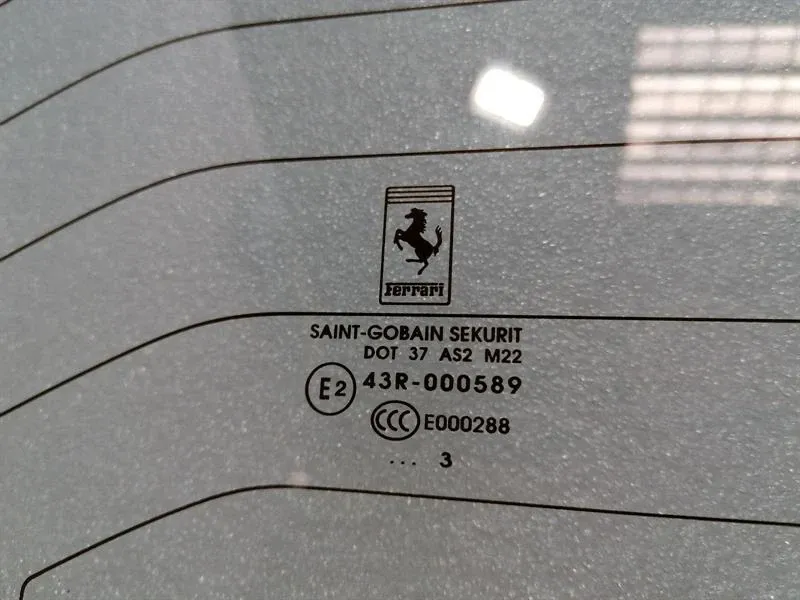 Ferrari
SAINT-GOBAIN SEKURIT
DOT 37 AS2 M22
E2 43R-000589
CCC E000288
... 3